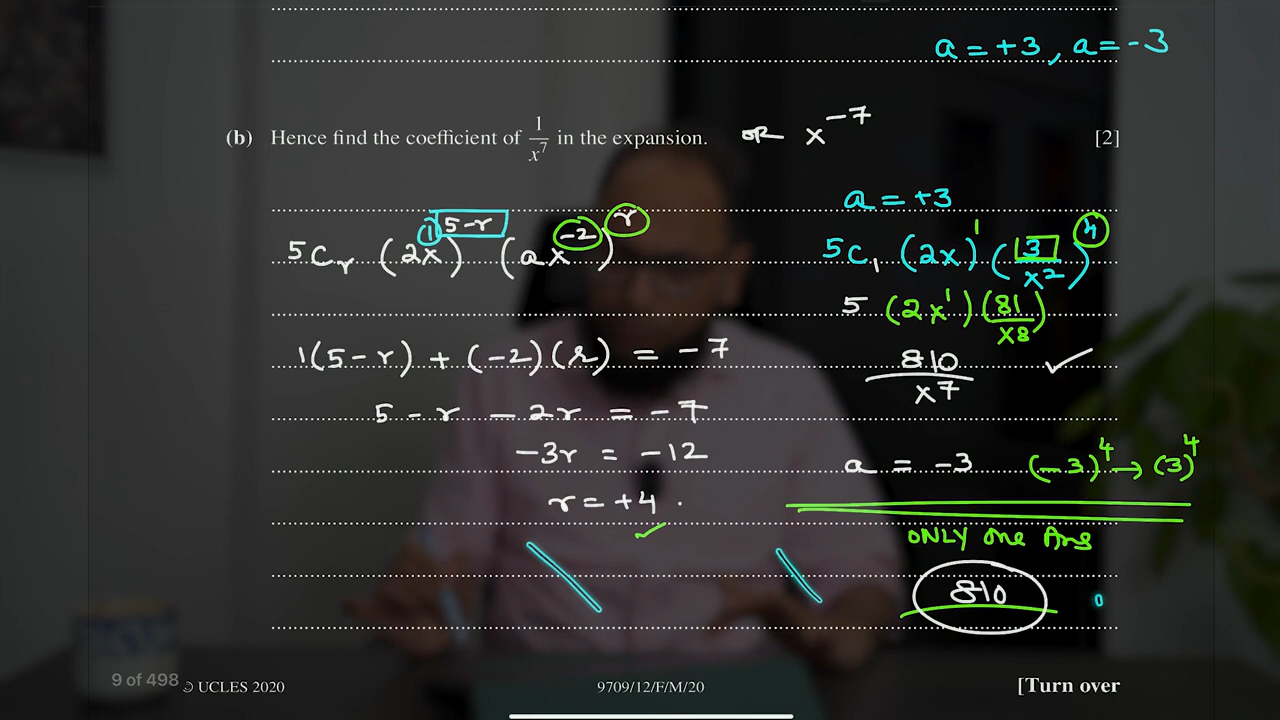 a = +3, a = -3
(b) Hence find the coefficient of 1/x^7 in the expansion. OR x^-7 [2]
5Cr (2x^1)^5-r (ax^-2)^r
1(5-r) + (-2)(r) = -7
5 - r - 2r = -7
-3r = -12
r = +4.
a = +3
5C1 (2x)^1 (3/x^2)^4
5 (2x^1)(81/x8)
810/x7 ✓
a = -3 (-3)^4 → (3)^4
ONLY one Ans
810
9 of 498
© UCLES 2020 9709/12/F/M/20 [Turn over